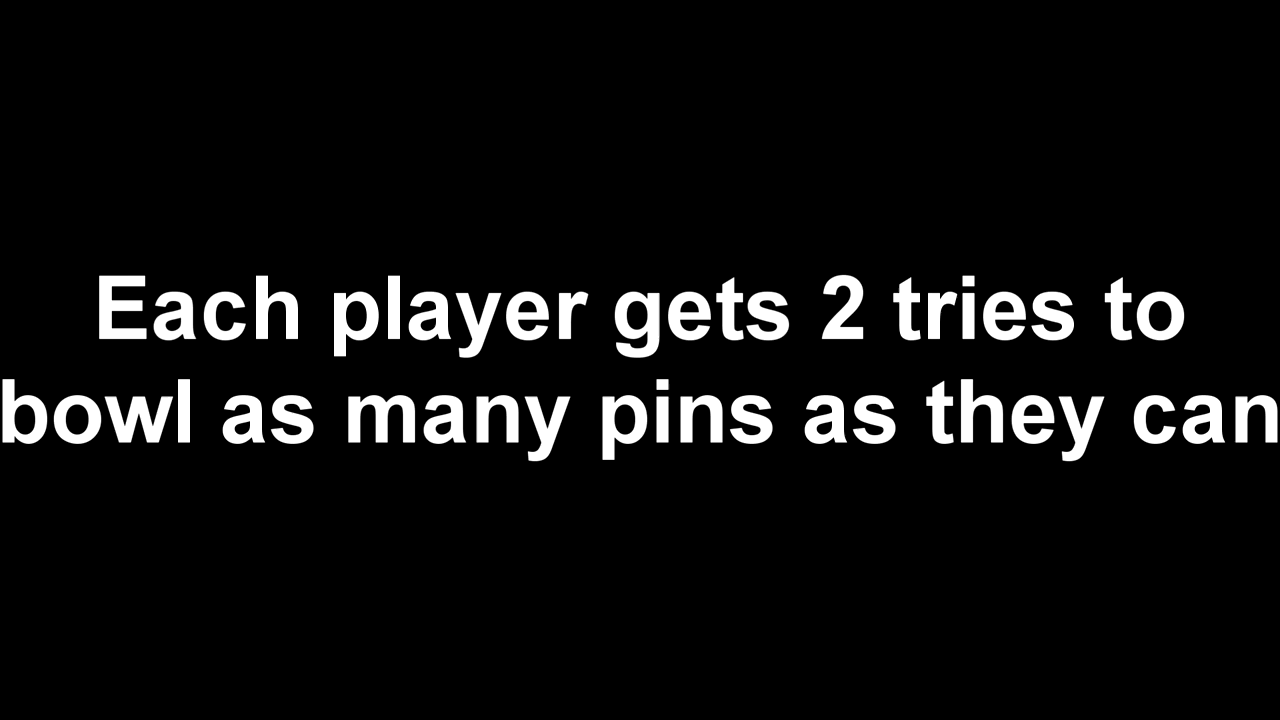 Each player gets 2 tries to
bowl as many pins as they can